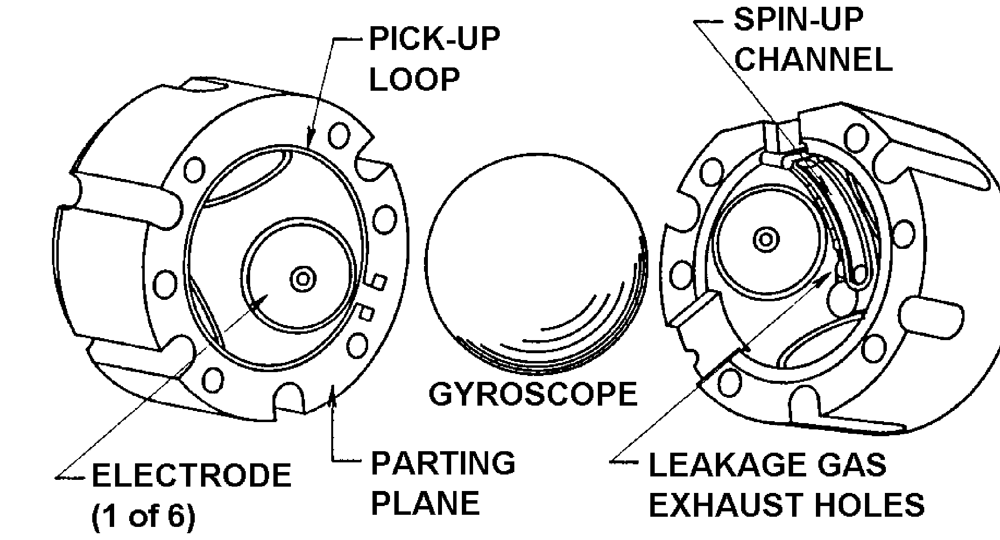 PICK-UP
LOOP
SPIN-UP
CHANNEL
GYROSCOPE
ELECTRODE
(1 of 6)
PARTING
PLANE
LEAKAGE GAS
EXHAUST HOLES